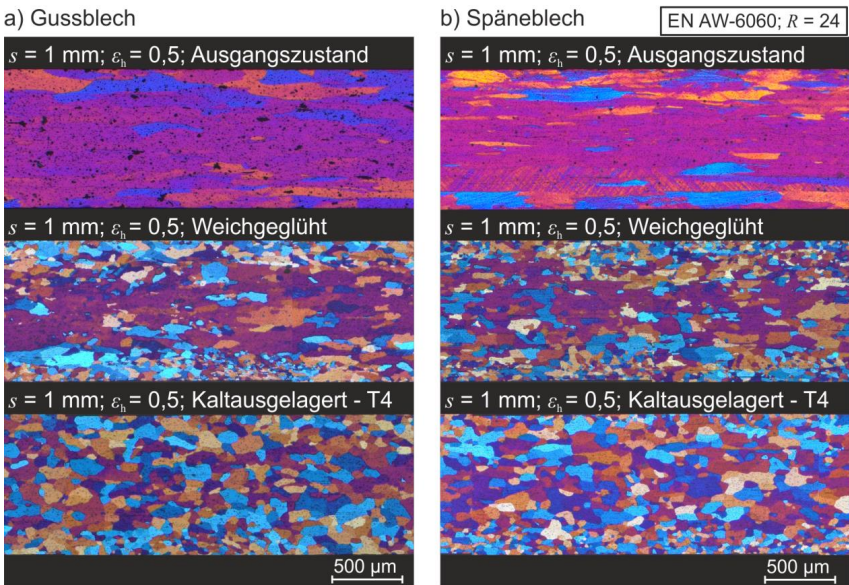 a) Gussblech
b) Späneblech
EN AW-6060; R = 24
s = 1 mm; εh = 0,5; Ausgangszustand
s = 1 mm; εh = 0,5; Ausgangszustand
s = 1 mm; εh = 0,5; Weichgeglüht
s = 1 mm; εh = 0,5; Weichgeglüht
s = 1 mm; εh = 0,5; Kaltausgelagert - T4
s = 1 mm; εh = 0,5; Kaltausgelagert - T4
500 µm
500 µm